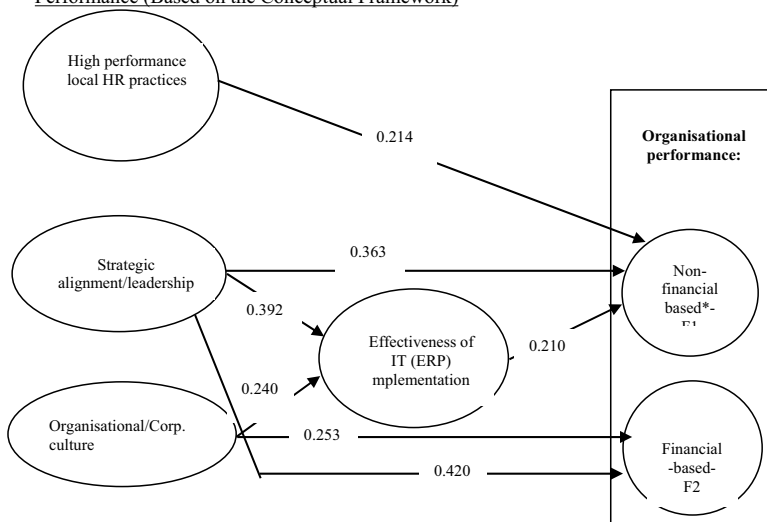 Performance (Based on the Conceptual Framework)
High performance
local HR practices
0.214
Organisational
performance:
Strategic
alignment/leadership
0.363
0.392
Non-
financial
based*-
Effectiveness of
IT (ERP)
mplementation
0.210
0.240
Organisational/Corp.
culture
0.253
0.420
Financial
-based-
F2